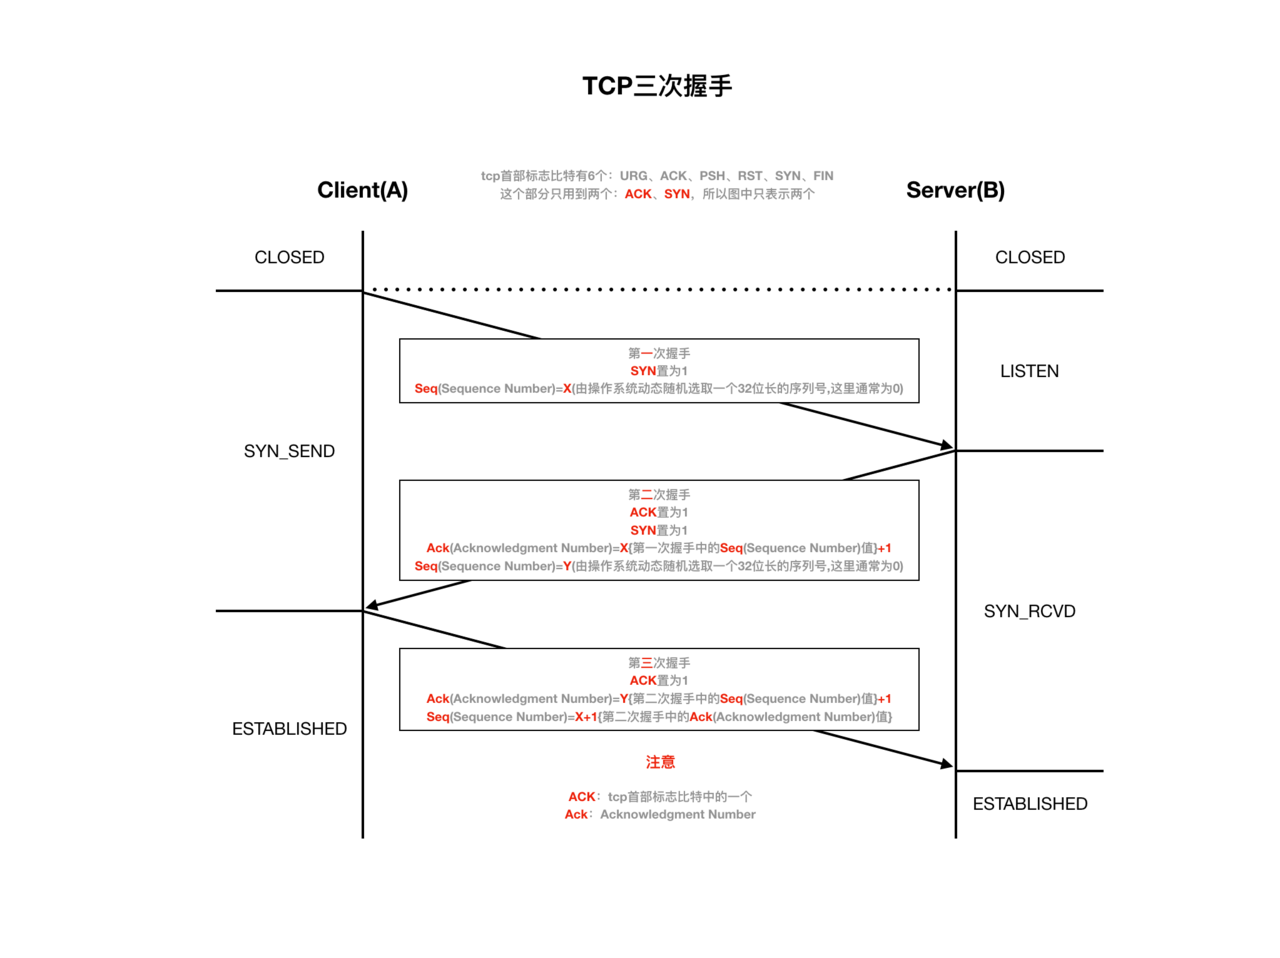 TCP三次握手
tcp首部标志比特有6个：URG、ACK、PSH、RST、SYN、FIN
这个部分只用到两个：ACK、SYN，所以图中只表示两个
Client(A)
Server(B)
CLOSED
CLOSED
第一次握手
SYN置为1
Seq(Sequence Number)=X(由操作系统动态随机选取一个32位长的序列号,这里通常为0)
LISTEN
SYN_SEND
第二次握手
ACK置为1
SYN置为1
Ack(Acknowledgment Number)=X{第一次握手中的Seq(Sequence Number)值}+1
Seq(Sequence Number)=Y(由操作系统动态随机选取一个32位长的序列号,这里通常为0)
SYN_RCVD
第三次握手
ACK置为1
Ack(Acknowledgment Number)=Y{第二次握手中的Seq(Sequence Number)值}+1
Seq(Sequence Number)=X+1{第二次握手中的Ack(Acknowledgment Number)值}
ESTABLISHED
注意
ACK：tcp首部标志比特中的一个
Ack：Acknowledgment Number
ESTABLISHED